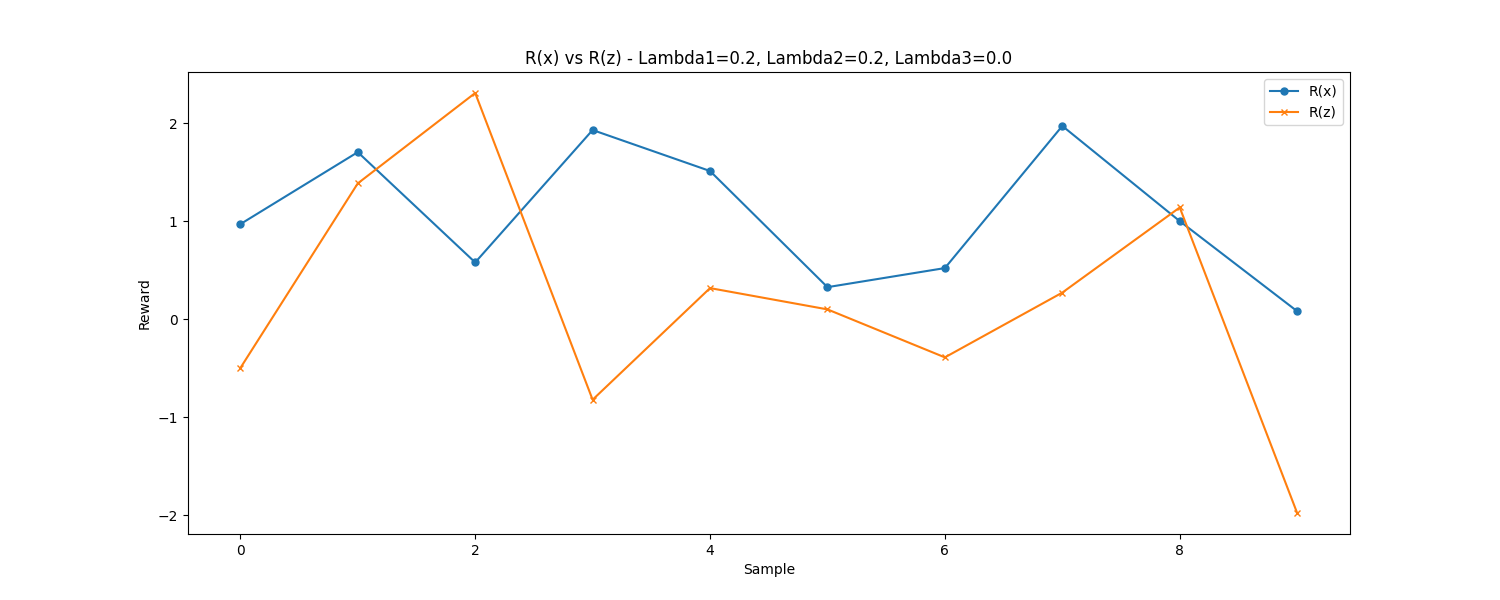 R(x) vs R(z) - Lambda1=0.2, Lambda2=0.2, Lambda3=0.0
R(x)
R(z)
2
1
0
−1
−2
Reward
0 2 4 6 8
Sample